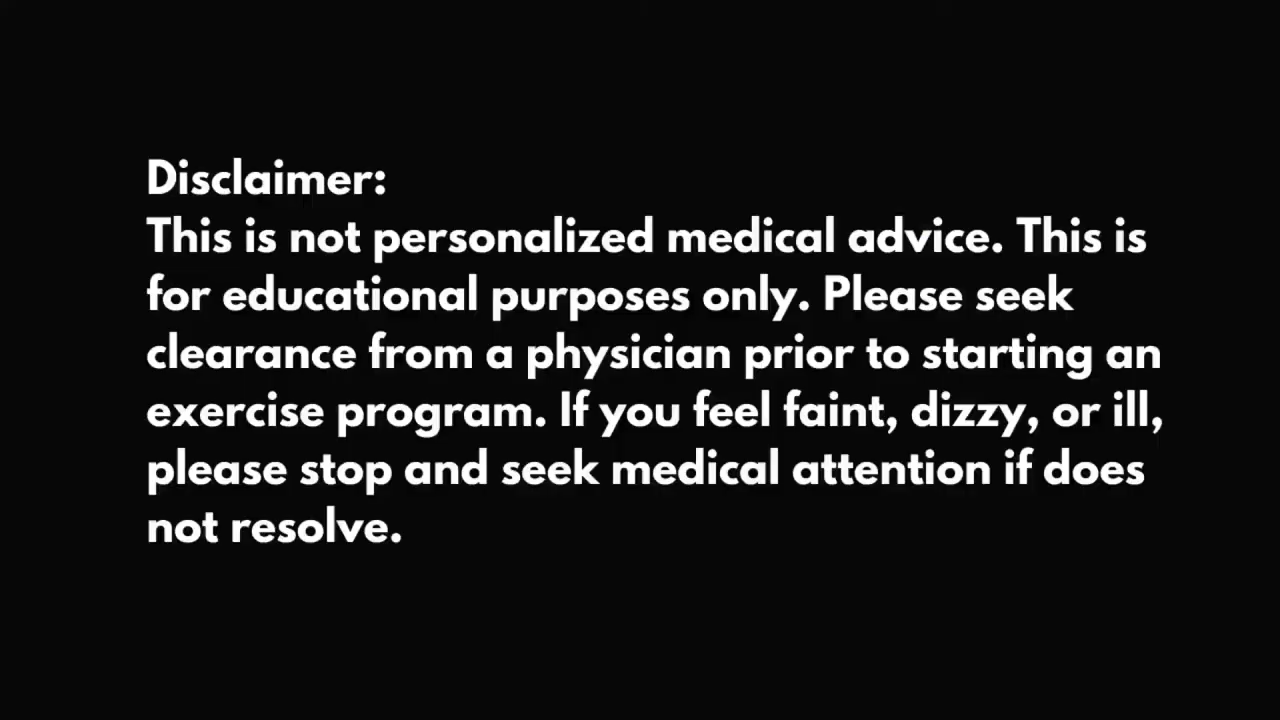 Disclaimer:
This is not personalized medical advice. This is
for educational purposes only. Please seek
clearance from a physician prior to starting an
exercise program. If you feel faint, dizzy, or ill,
please stop and seek medical attention if does
not resolve.